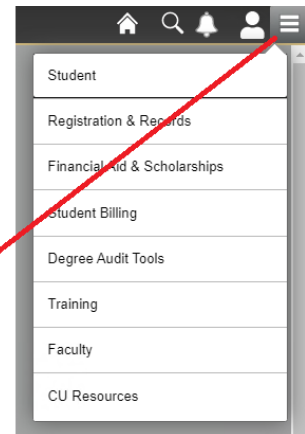 Student
Registration & Records
Financial Aid & Scholarships
Student Billing
Degree Audit Tools
Training
Faculty
CU Resources